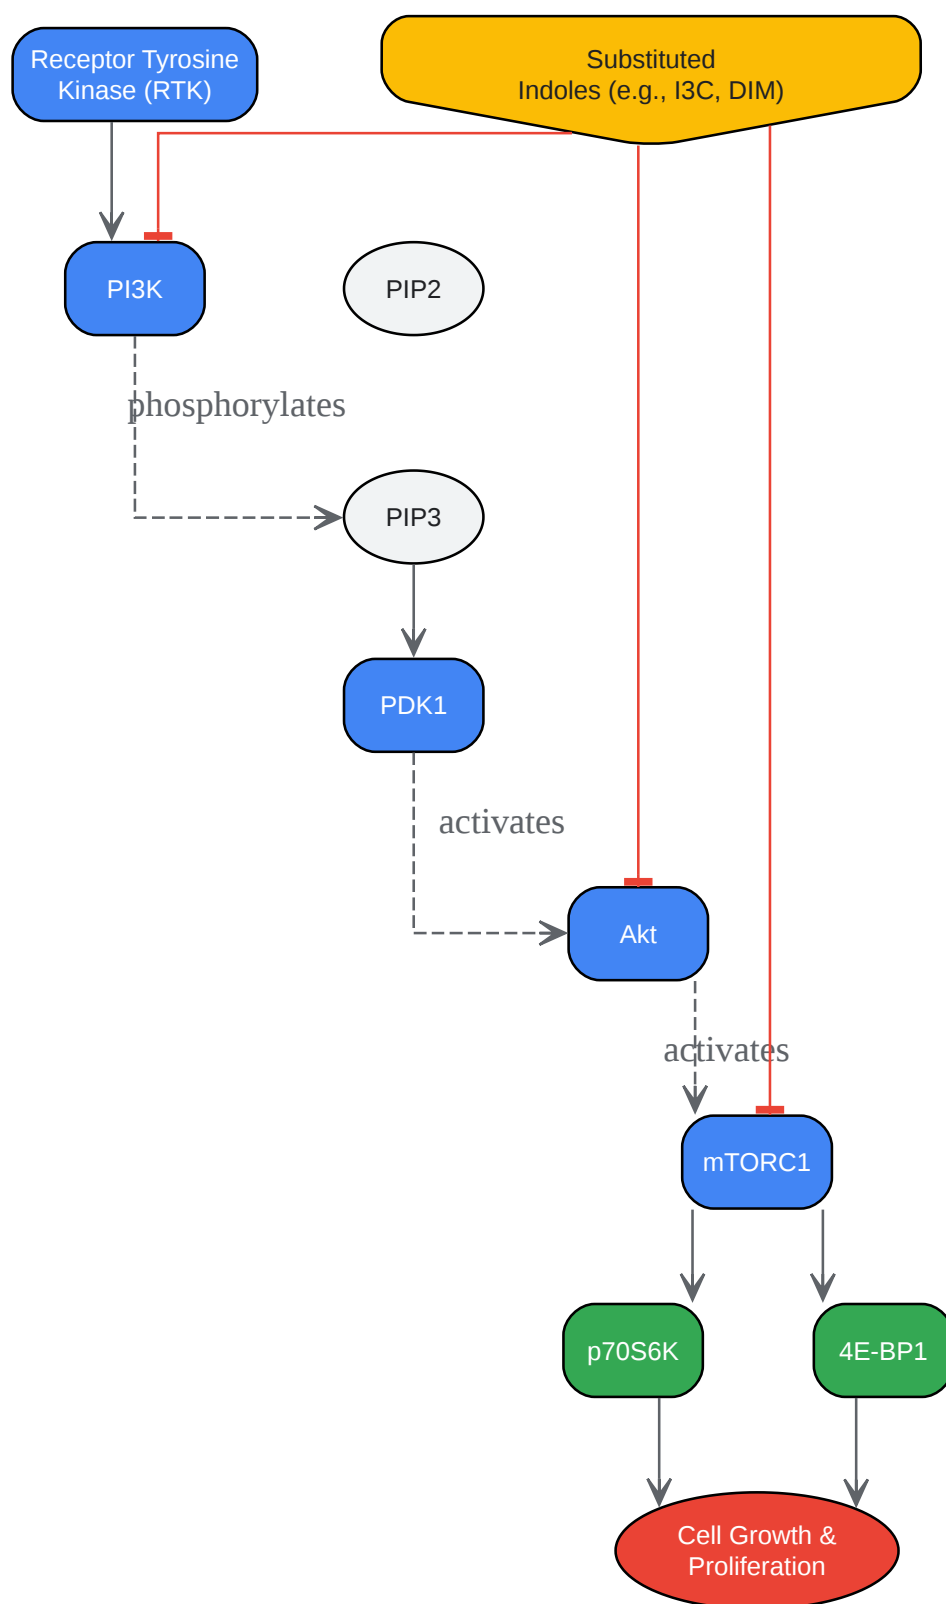 Receptor Tyrosine
Kinase (RTK)
Substituted
Indoles (e.g., I3C, DIM)
PI3K
PIP2
phosphorylates
PIP3
PDK1
activates
Akt
activates
mTORC1
p70S6K
4E-BP1
Cell Growth &
Proliferation